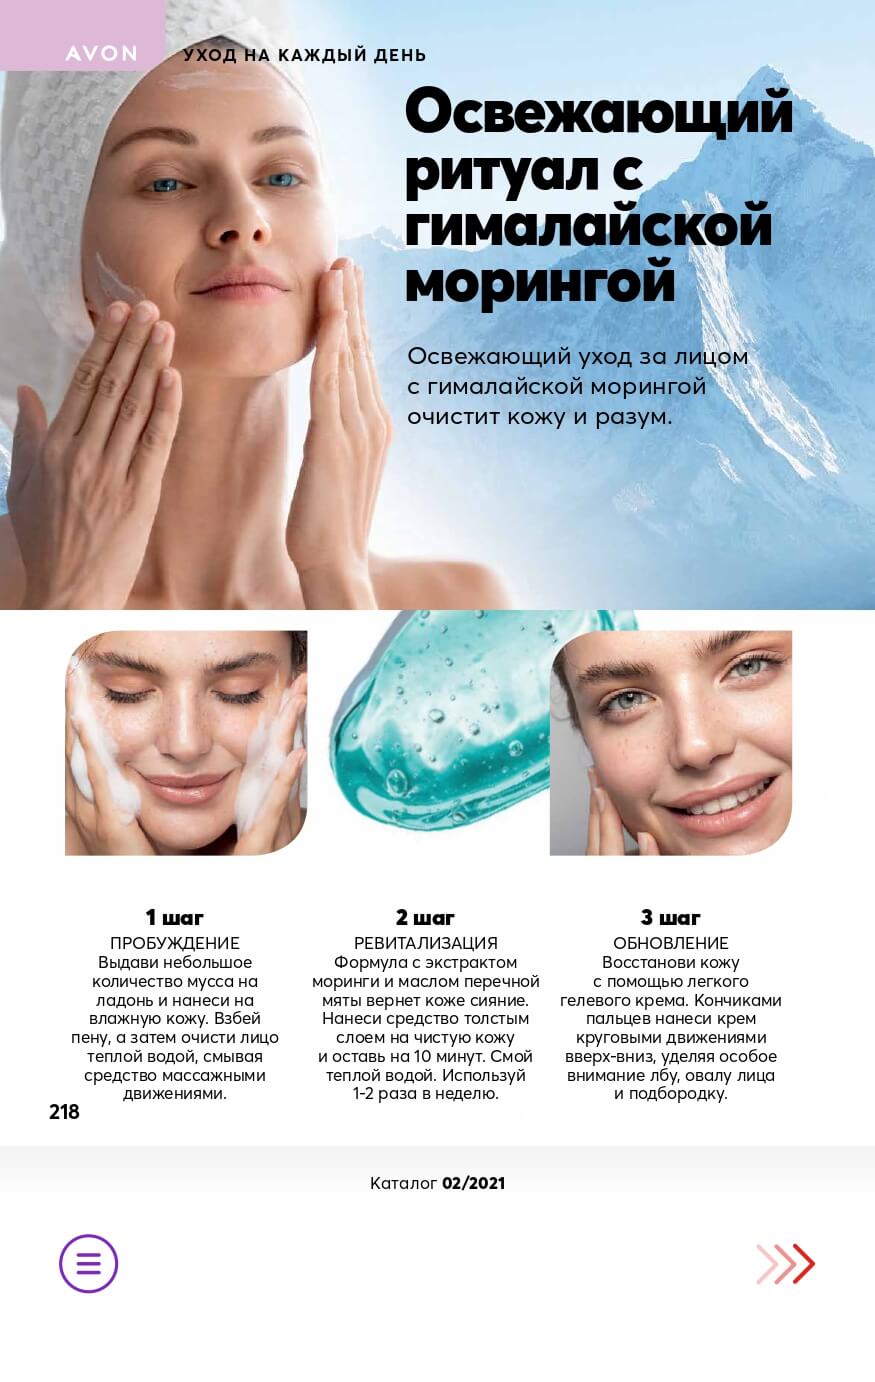 AVON
УХОД НА КАЖДЫЙ ДЕНЬ
Освежающий
ритуал с
гималайской
морингой
Освежающий уход за лицом
с гималайской морингой
очистит кожу и разум.
1 шаг
ПРОБУЖДЕНИЕ
Выдави небольшое
количество мусса на
ладонь и нанеси на
влажную кожу. Взбей
пену, а затем очисти лицо
теплой водой, смывая
средство массажными
движениями.
2 шаг
РЕВИТАЛИЗАЦИЯ
Формула с экстрактом
моринги и маслом перечной
мяты вернет коже сияние.
Нанеси средство толстым
слоем на чистую кожу
и оставь на 10 минут. Смой
теплой водой. Используй
1-2 раза в неделю.
3 шаг
ОБНОВЛЕНИЕ
Восстанови кожу
с помощью легкого
гелевого крема. Кончиками
пальцев нанеси крем
круговыми движениями
вверх-вниз, уделяя особое
внимание лбу, овалу лица
и подбородку.
218
Каталог 02/2021